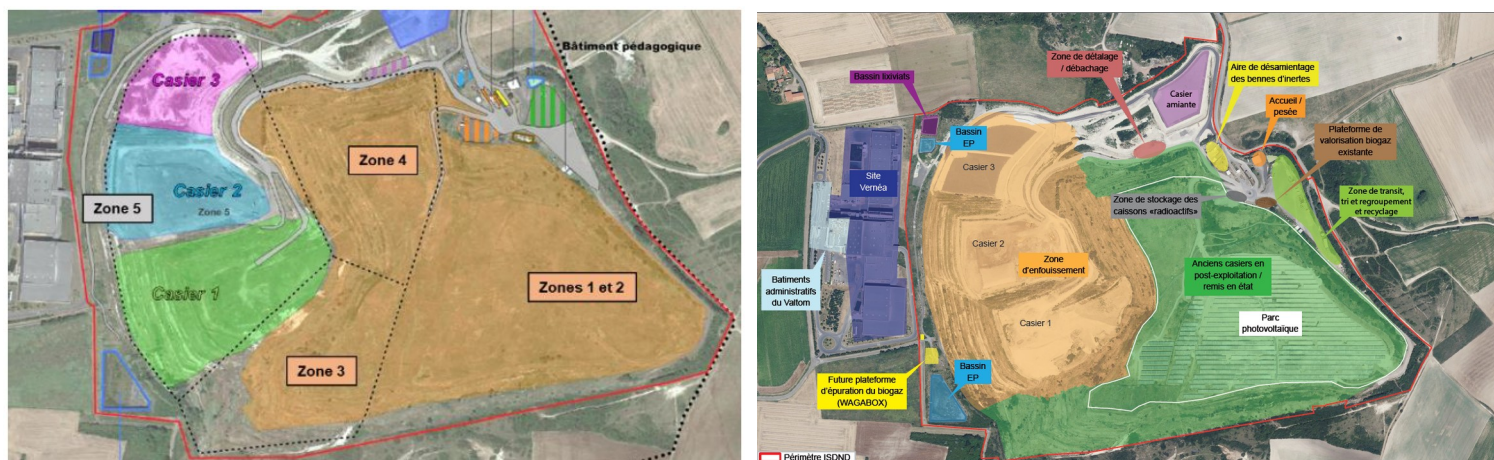 Bâtiment pédagogique
Casier 3
Zone 4
Casier 2
Zone 5
Zone 5
Zones 1 et 2
Casier 1
Zone 3
Bassin lixiviats
Zone de détalage
/ débachage
Aire de désamientage
des bennes d'inertes
Casier
amiante
Accueil /
pesée
Plateforme de
valorisation biogaz
existante
Bassin
EP
Casier 3
Site
Vernéa
Zone de stockage des
caissons «radioactifs»
Zone de transit,
tri et regroupement
et recyclage
Casier 2
Zone
d'enfouissement
Anciens casiers en
post-exploitation /
remis en état
Batiments
administratifs
du Valtom
Casier 1
Parc
photovoltaïque
Future plateforme
d'épuration du biogaz
(WAGABOX)
Bassin
EP
Périmètre ISDND